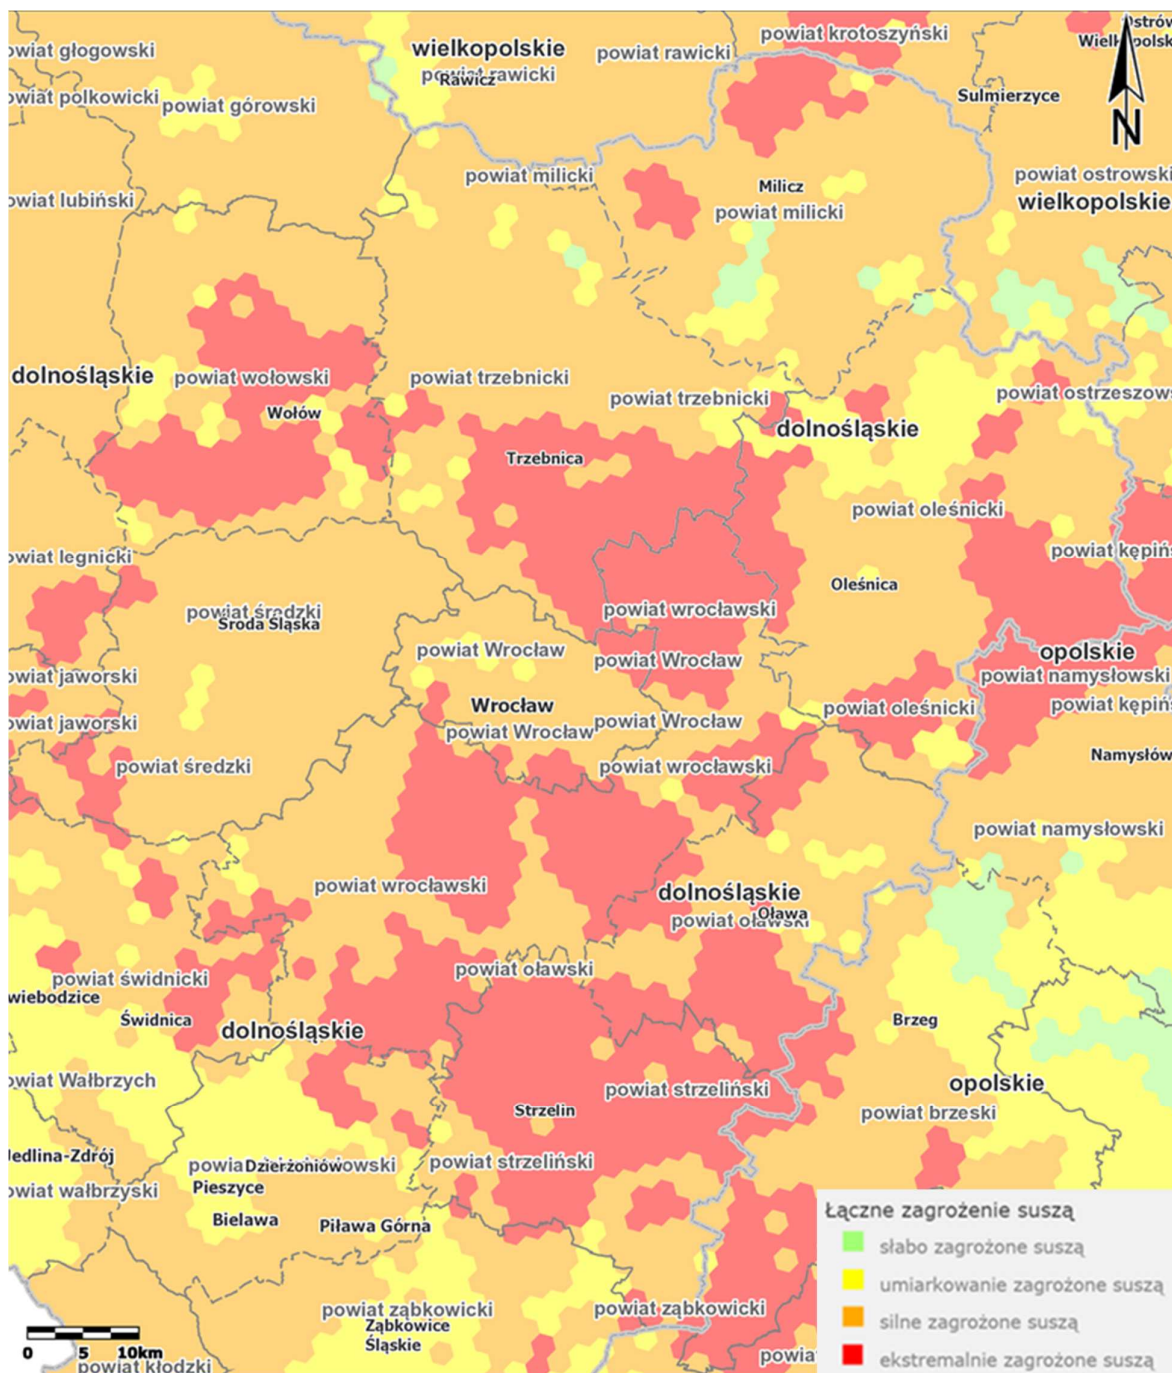 Ostrów
powiat krotoszyński
Wielkopolski
wielkopolskie
powiat głogowski
powiat rawicki
powiat rawicki
Rawicz
powiat polkowicki
powiat górowski
Sulmierzyce
N
powiat milicki
powiat ostrowski
Milicz
powiat lubiński
wielkopolskie
powiat milicki
dolnośląskie
powiat wołowski
powiat trzebnicki
powiat ostrzeszows
powiat trzebnicki
Wołów
dolnośląskie
Trzebnica
powiat oleśnicki
powiat kępińs
powiat legnicki
Oleśnica
powiat średzki
Środa Śląska
powiat wrocławski
powiat Wrocław
opolskie
powiat Wrocław
powiat jaworski
powiat namysłowski
Wrocław
powiat oleśnicki
powiat kępińs
powiat jaworski
powiat Wrocław
powiat Wrocław
Namysłów
powiat średzki
powiat wrocławski
powiat namysłowski
powiat wrocławski
dolnośląskie
Oława
powiat oławski
powiat oławski
powiat świdnicki
wiebodzice
Świdnica
Brzeg
dolnośląskie
powiat Wałbrzych
opolskie
powiat strzeliński
Strzelin
powiat brzeski
Jedlina-Zdrój
Dzierżoniów
powiat strzeliński
powiat wałbrzyski
Pieszyce
Bielawa
Piława Górna
Łączne zagrożenie suszą
słabo zagrożone suszą
umiarkowanie zagrożone suszą
silne zagrożone suszą
ekstremalnie zagrożone suszą
powiat ząbkowicki
powiat ząbkowicki
Ząbkowice
Śląskie
0 5 10km
powiat
powiat kłodzki